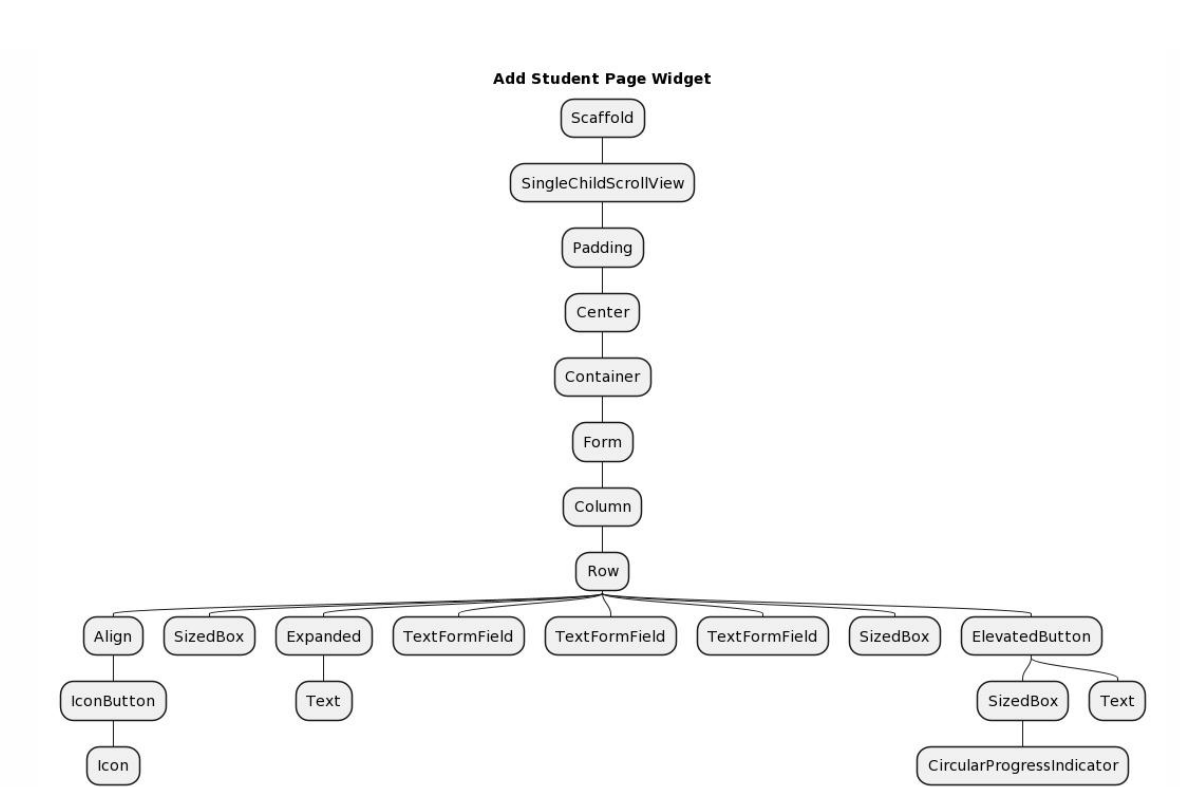 Add Student Page Widget
Scaffold
SingleChildScrollView
Padding
Center
Container
Form
Column
Row
Align SizedBox Expanded TextFormField TextFormField TextFormField SizedBox ElevatedButton
IconButton Text SizedBox Text
Icon CircularProgressIndicator